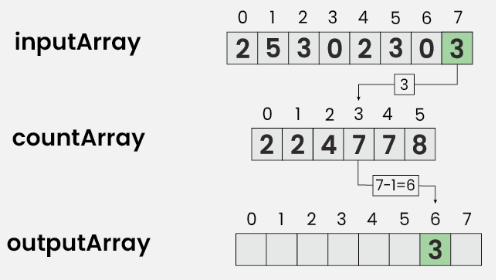 0 1 2 3 4 5 6 7
inputArray 2 5 3 0 2 3 0 3
3
0 1 2 3 4 5
countArray 2 2 4 7 7 8
7-1=6
0 1 2 3 4 5 6 7
outputArray 3